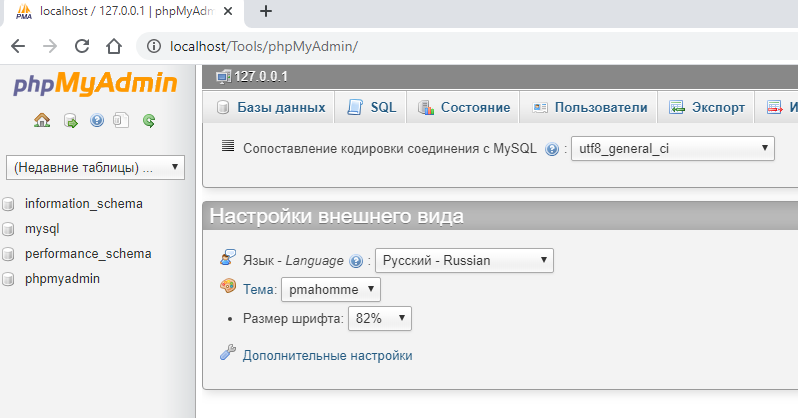 localhost / 127.0.0.1 | phpMyAdm
localhost/Tools/phpMyAdmin/
phpMyAdmin
(Недавние таблицы) ...
information_schema
mysql
performance_schema
phpmyadmin
127.0.0.1
Базы данных SQL Состояние Пользователи Экспорт И
Сопоставление кодировки соединения с MySQL : utf8_general_ci
Настройки внешнего вида
Язык - Language : Русский - Russian
Тема: pmahomme
Размер шрифта: 82%
Дополнительные настройки